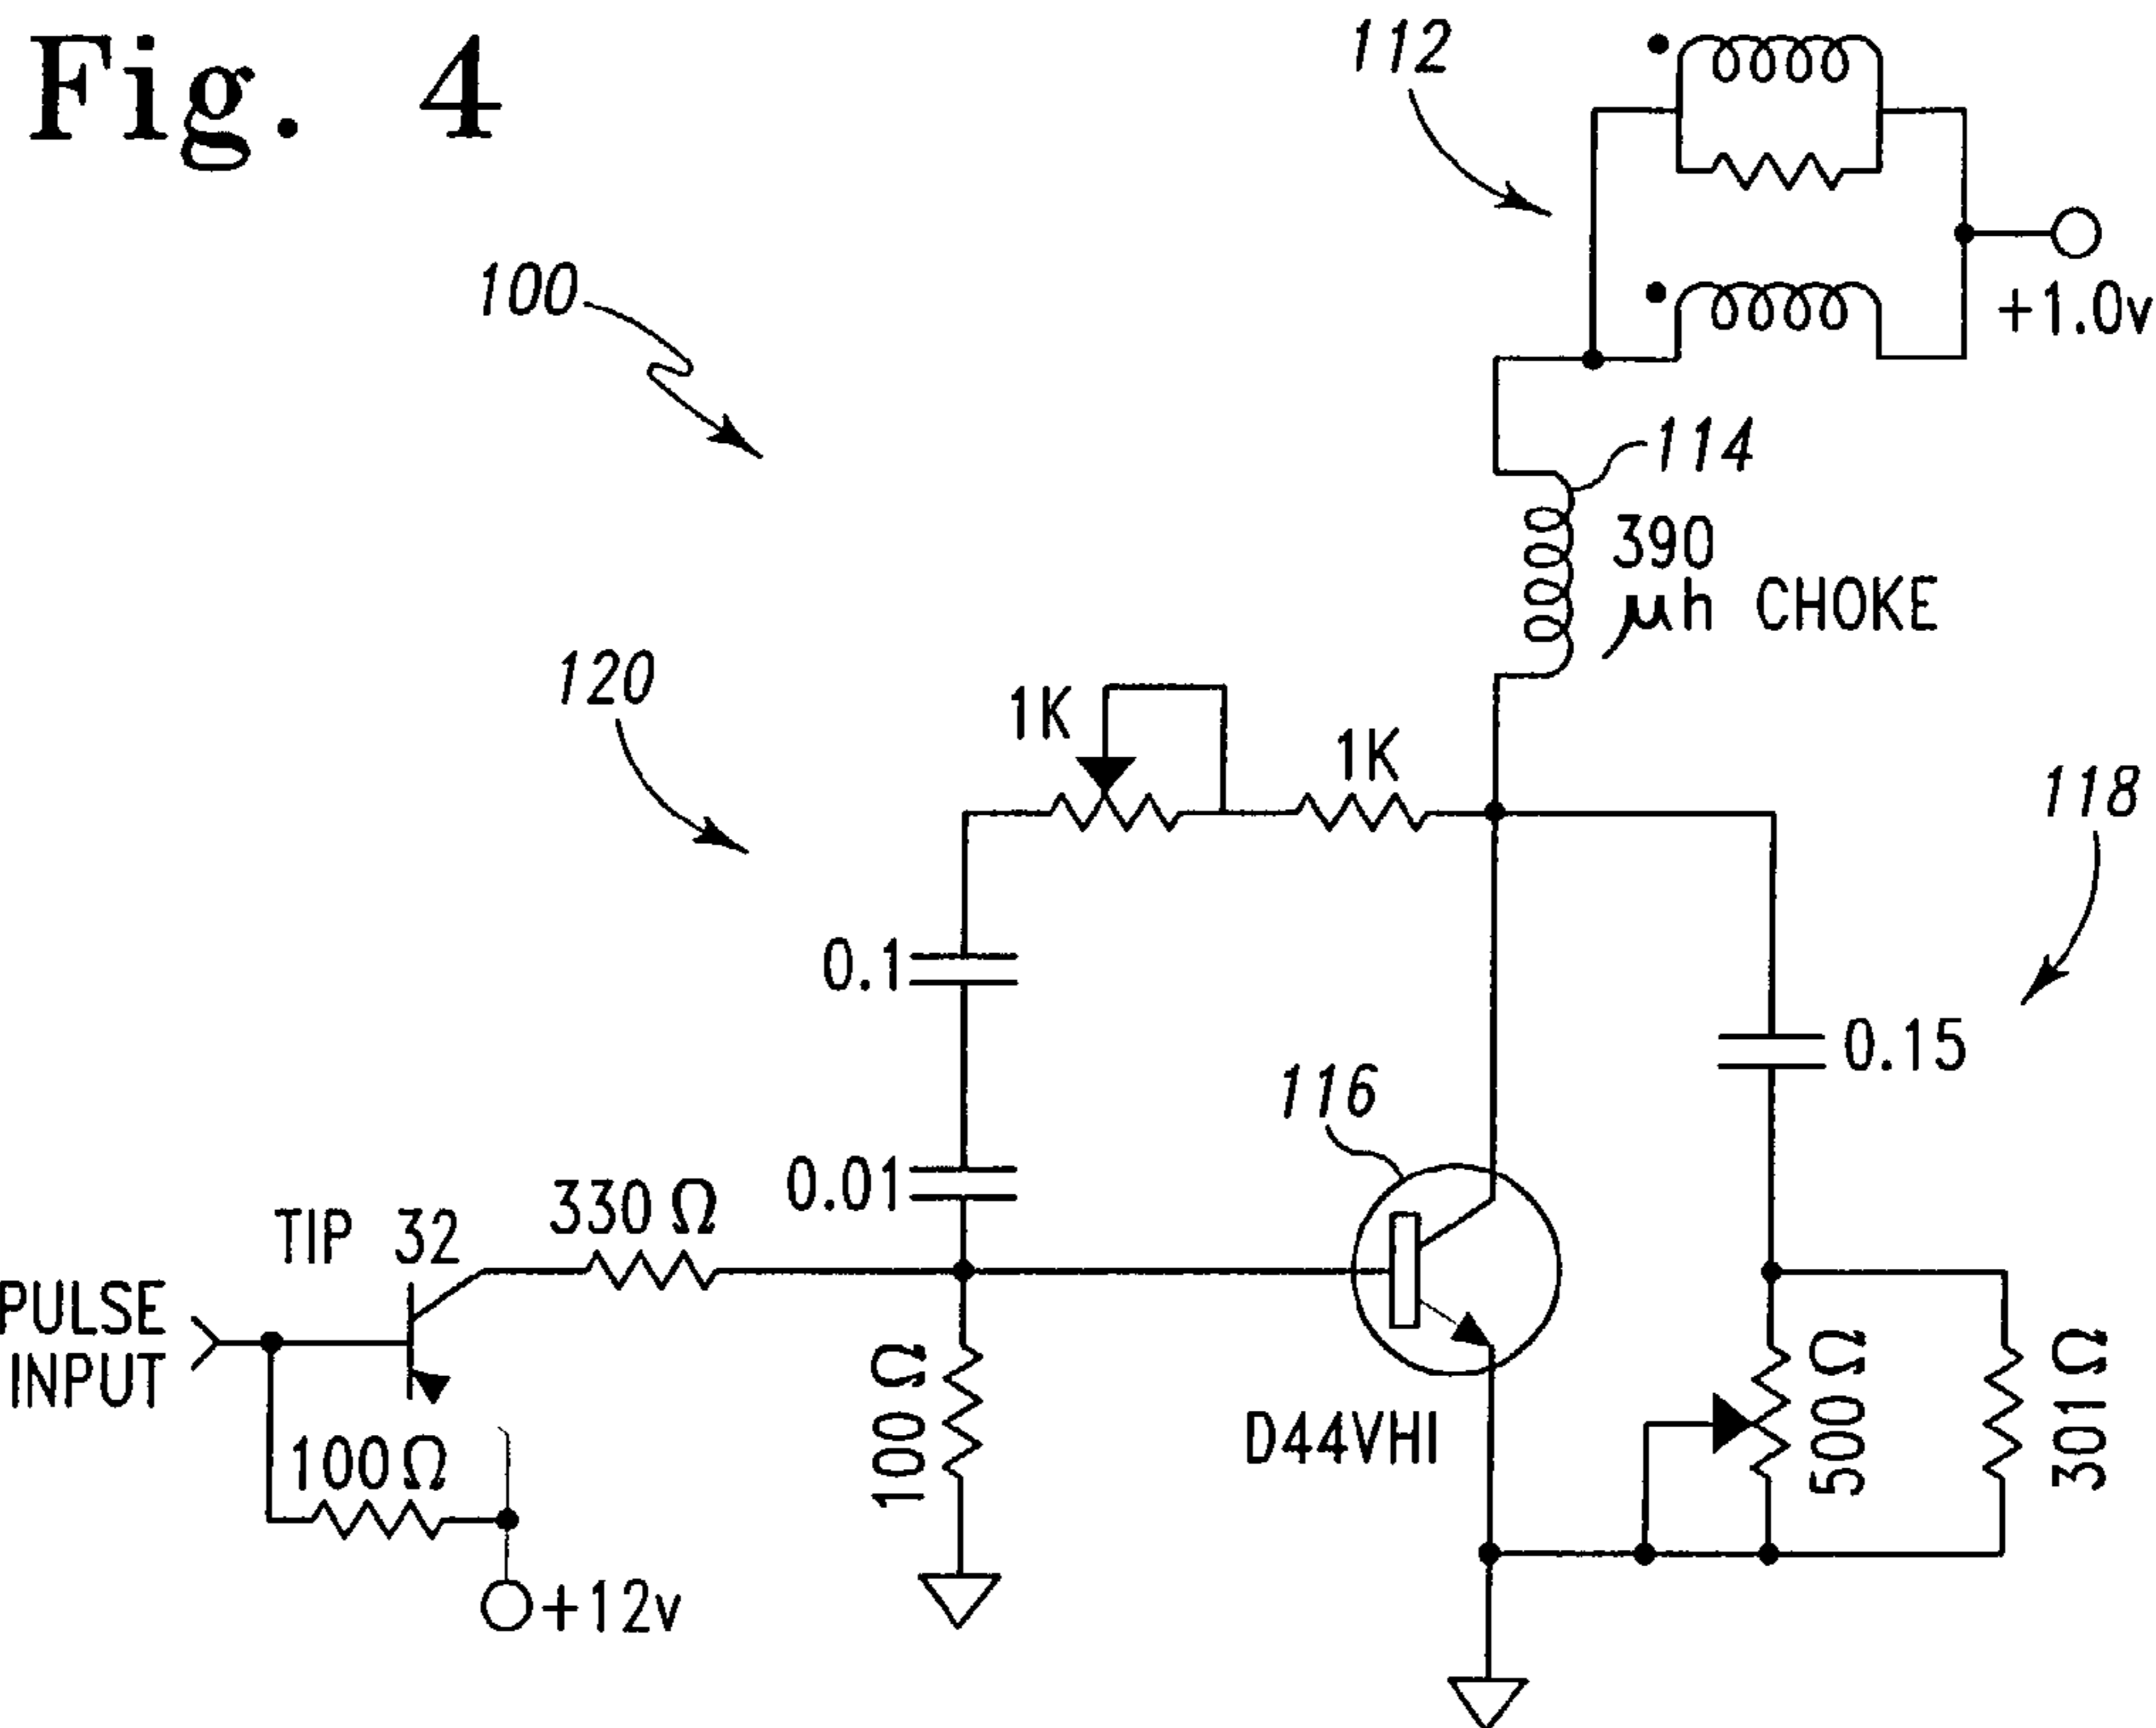 Fig. 4
112
100
+1.0v
114
390
μh CHOKE
120
1K
1K
118
0.1
0.15
116
0.01
330 Ω
TIP 32
PULSE
INPUT
100 Ω
100 Ω
D44VHI
500 Ω
301 Ω
+12v